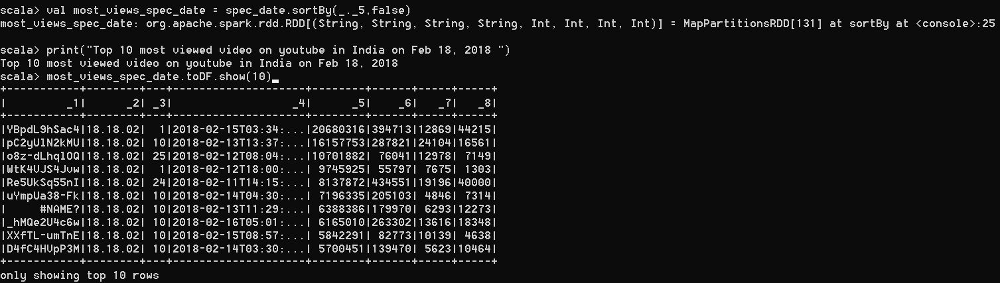 scala> val most_views_spec_date = spec_date.sortBy(_._5,false)
most_views_spec_date: org.apache.spark.rdd.RDD[(String, String, String, String, Int, Int, Int, Int)] = MapPartitionsRDD[131] at sortBy at <console>:25
scala> print("Top 10 most viewed video on youtube in India on Feb 18, 2018 ")
Top 10 most viewed video on youtube in India on Feb 18, 2018
scala> most_views_spec_date.toDF.show(10)
+-----------+--------+---+--------------------+--------+------+-----+-----+
|         _1|      _2| _3|                  _4|      _5|    _6|   _7|   _8|
+-----------+--------+---+--------------------+--------+------+-----+-----+
|YBpdL9hSac4|18.18.02|  1|2018-02-15T03:34:...|20680316|394713|12869|44215|
|pC2yUlN2kMU|18.18.02| 10|2018-02-13T13:37:...|16157753|287821|24104|16561|
|o8z-dLhqlOQ|18.18.02| 25|2018-02-12T08:04:...|10701882| 76041|12978| 7149|
|WtK4VJS4Jvw|18.18.02|  1|2018-02-12T18:00:...| 9745925| 55797| 7675| 1303|
|Re5UkSq55nI|18.18.02| 24|2018-02-11T14:15:...| 8137872|434551|19196|40000|
|uYmpUa38-Fk|18.18.02| 10|2018-02-14T04:30:...| 7196335|205103| 4846| 7314|
|     #NAME?|18.18.02| 10|2018-02-13T11:29:...| 6388386|179970| 6293|12273|
|_hMQe2U4c6w|18.18.02| 10|2018-02-16T05:01:...| 6165010|263302|13616|18348|
|XXfTL-umTnE|18.18.02| 10|2018-02-15T08:57:...| 5842291| 82773|10139| 4638|
|D4fC4HVpP3M|18.18.02| 10|2018-02-14T03:30:...| 5700451|139470| 5623|10464|
+-----------+--------+---+--------------------+--------+------+-----+-----+
only showing top 10 rows